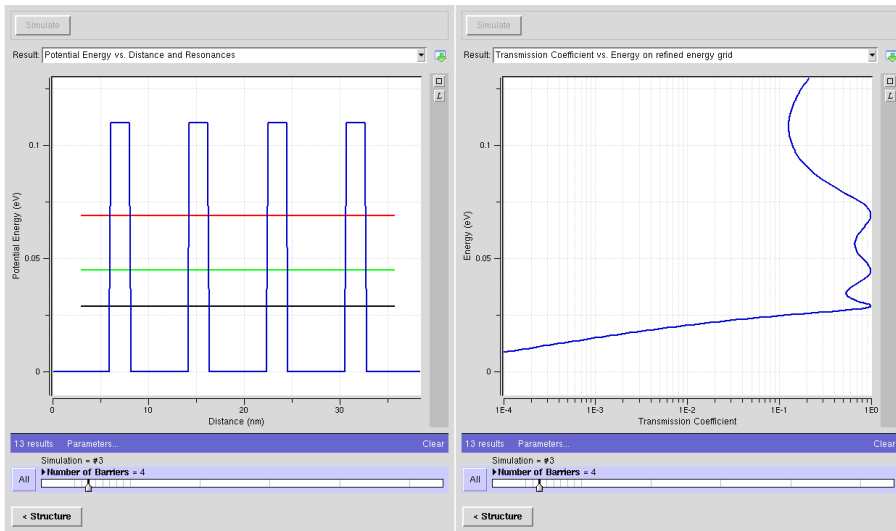 Simulate
Result: Potential Energy vs. Distance and Resonances
L
Potential Energy (eV)
0.1
0.05
0
0 10 20 30
Distance (nm)
13 results Parameters... Clear
Simulation = #3
All
Number of Barriers = 4
< Structure
Simulate
Result: Transmission Coefficient vs. Energy on refined energy grid
L
Energy (eV)
0.1
0.05
0
1E-4 1E-3 1E-2 1E-1 1E0
Transmission Coefficient
13 results Parameters... Clear
Simulation = #3
All
Number of Barriers = 4
< Structure